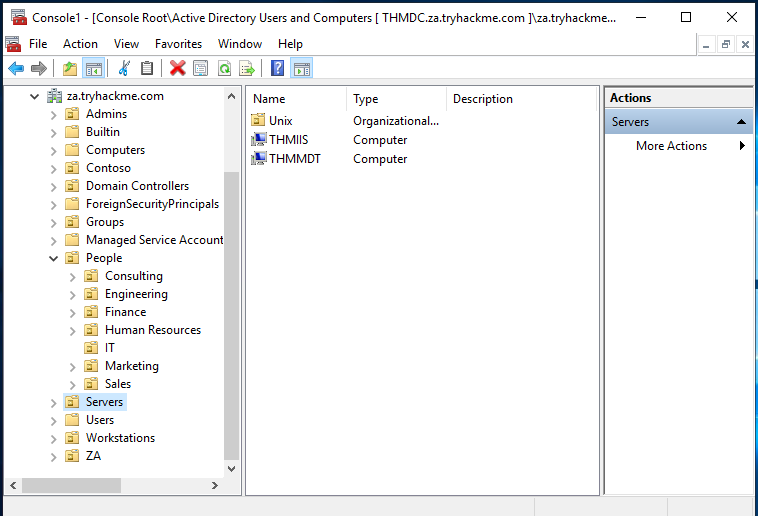 Console1 - [Console Root\Active Directory Users and Computers [ THMDC.za.tryhackme.com ]\za.tryhackme...
File Action View Favorites Window Help
za.tryhackme.com
Admins
Builtin
Computers
Contoso
Domain Controllers
ForeignSecurityPrincipals
Groups
Managed Service Account
People
Consulting
Engineering
Finance
Human Resources
IT
Marketing
Sales
Servers
Users
Workstations
ZA
Name Type Description
Unix Organizational...
THMIIS Computer
THMMDT Computer
Actions
Servers
More Actions